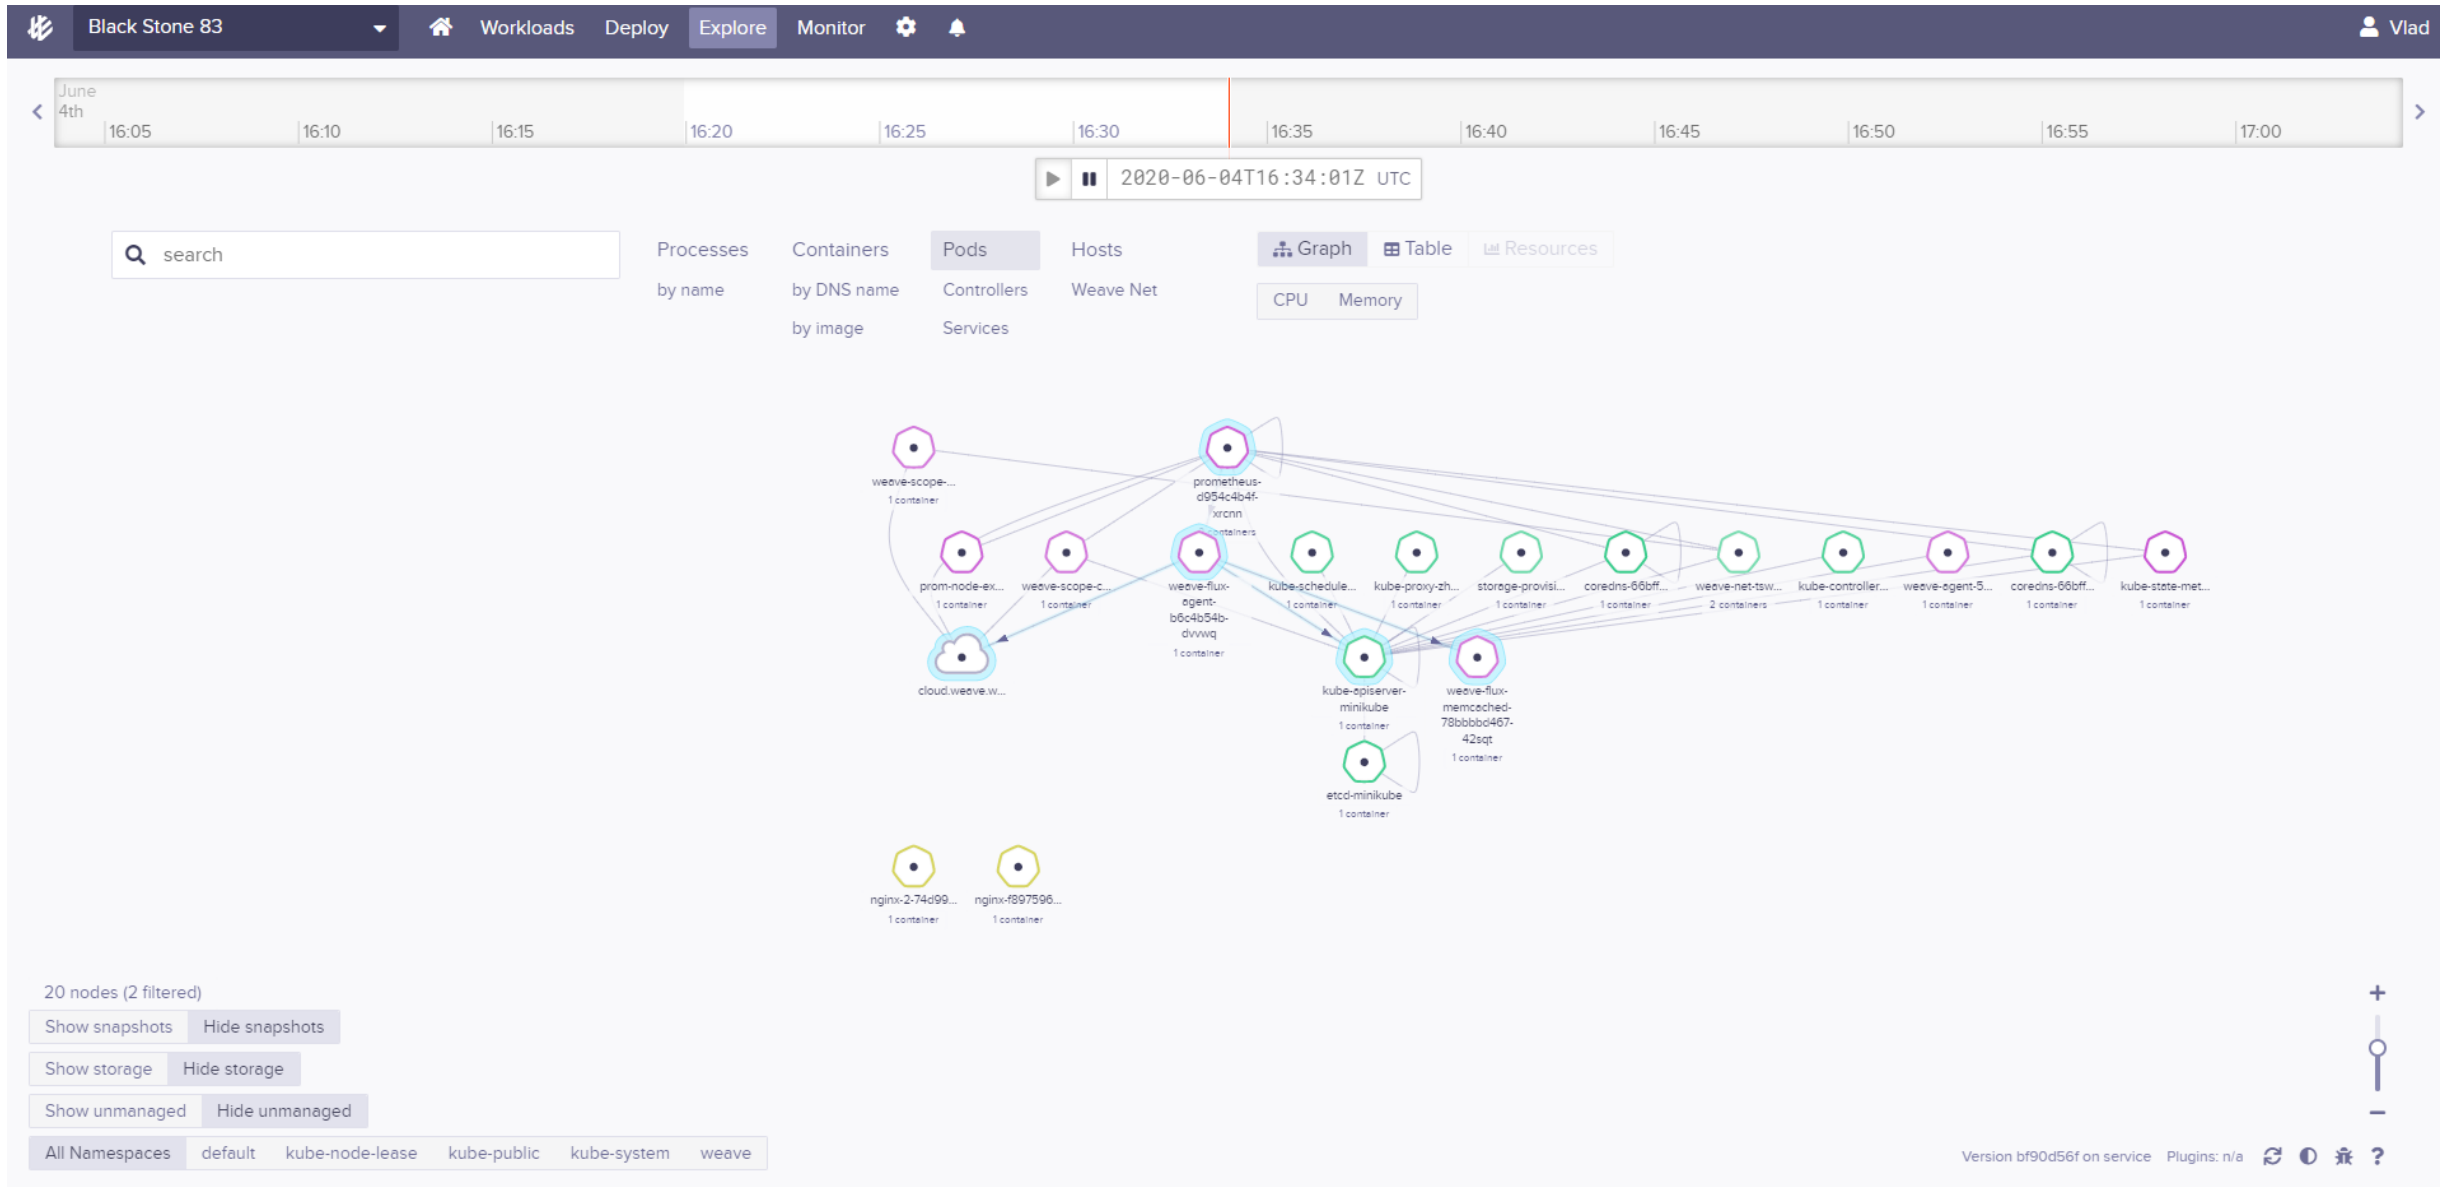 Black Stone 83 Workloads Deploy Explore Monitor Vlad
June
4th
16:05 16:10 16:15 16:20 16:25 16:30 16:35 16:40 16:45 16:50 16:55 17:00
2020-06-04T16:34:01Z UTC
search
Processes Containers Pods Hosts Graph Table Resources
by name by DNS name Controllers Weave Net CPU Memory
by image Services
weave-scope-...
1 container
prometheus-
d954c4b4f-
xrcnn
containers
prom-node-ex...
1 container
weave-scope-c...
1 container
weave-flux-
agent-
b6c4b54b-
dvvwq
1 container
kube-schedule...
1 container
kube-proxy-zh...
1 container
storage-provisi...
1 container
coredns-66bff...
1 container
weave-net-tsw...
2 containers
kube-controller...
1 container
weave-agent-5...
1 container
coredns-66bff...
1 container
kube-state-met...
1 container
cloud.weave.w...
kube-apiserver-
minikube
1 container
weave-flux-
memcached-
78bbbbd467-
42sqt
1 container
etcd-minikube
1 container
nginx-2-74d99...
1 container
nginx-f897596...
1 container
20 nodes (2 filtered)
Show snapshots Hide snapshots
Show storage Hide storage
Show unmanaged Hide unmanaged
All Namespaces default kube-node-lease kube-public kube-system weave
Version bf90d56f on service Plugins: n/a